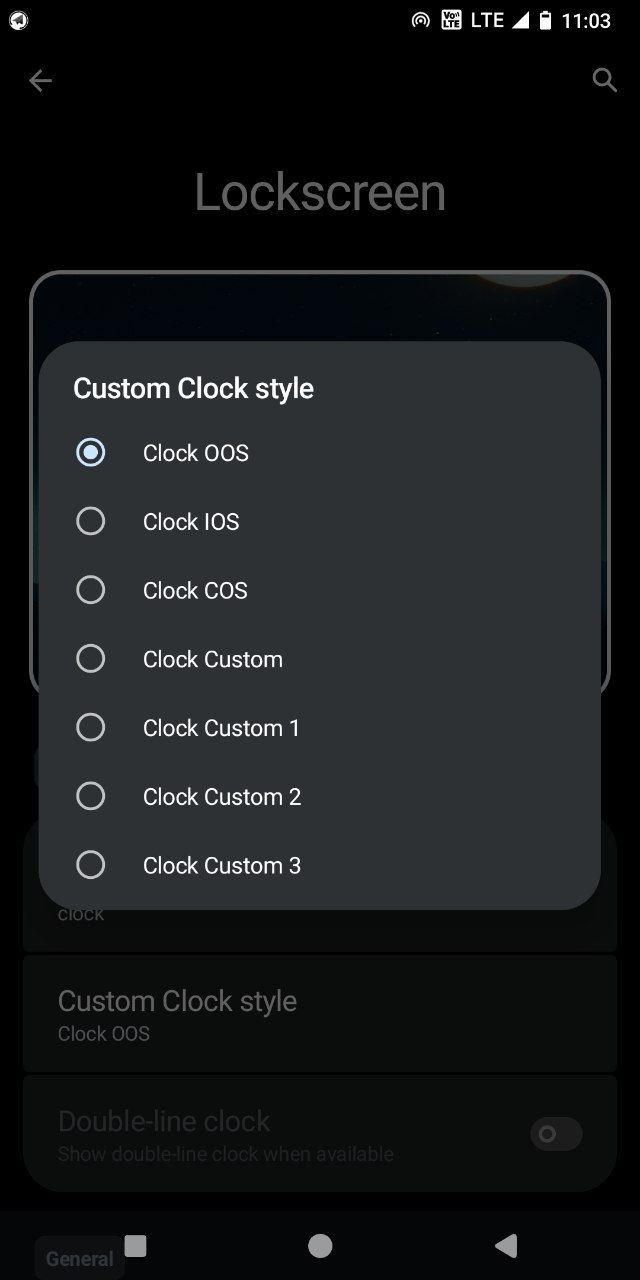 VoLTE LTE 11:03
Lockscreen
Custom Clock style
Clock OOS
Clock IOS
Clock COS
Clock Custom
Clock Custom 1
Clock Custom 2
Clock Custom 3
clock
Custom Clock style
Clock OOS
Double-line clock
Show double-line clock when available
General